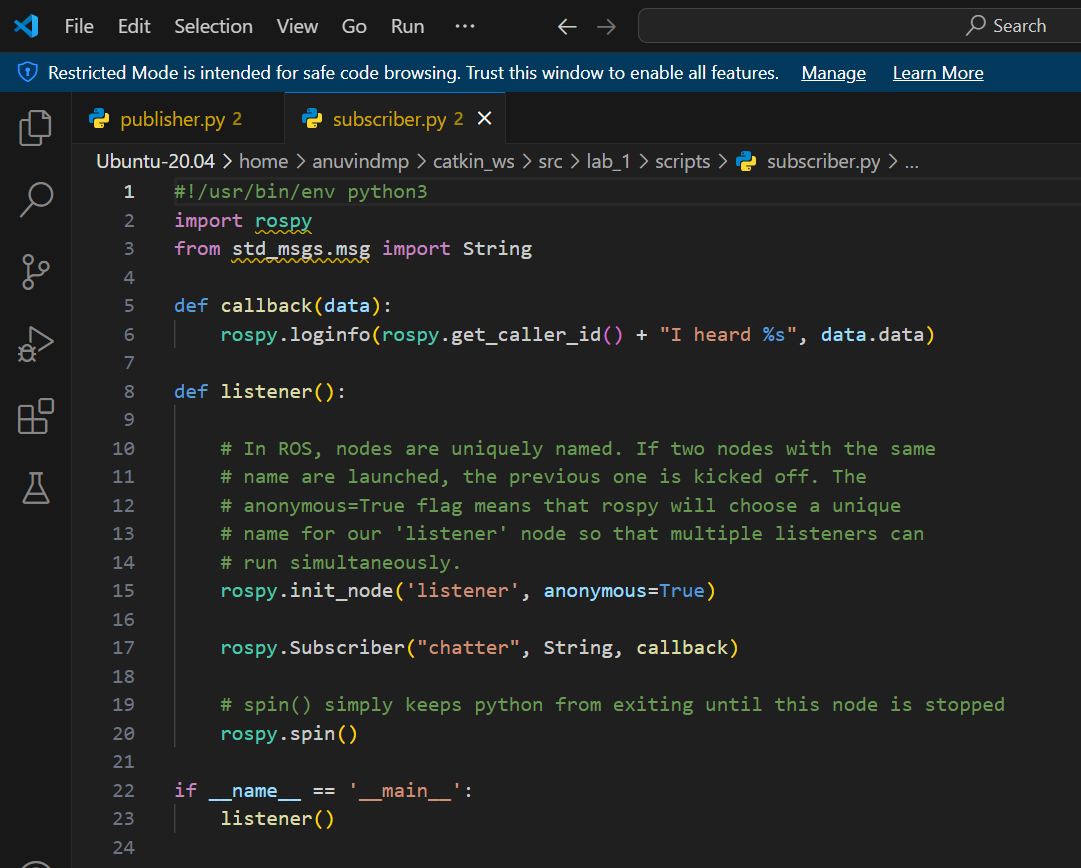 File Edit Selection View Go Run ··· ← → Search
Restricted Mode is intended for safe code browsing. Trust this window to enable all features. Manage Learn More
publisher.py 2 subscriber.py 2 ×
Ubuntu-20.04 > home > anuvindmp > catkin_ws > src > lab_1 > scripts > subscriber.py > ...
1 #!/usr/bin/env python3
2 import rospy
3 from std_msgs.msg import String
4
5 def callback(data):
6     rospy.loginfo(rospy.get_caller_id() + "I heard %s", data.data)
7
8 def listener():
9
10     # In ROS, nodes are uniquely named. If two nodes with the same
11     # name are launched, the previous one is kicked off. The
12     # anonymous=True flag means that rospy will choose a unique
13     # name for our 'listener' node so that multiple listeners can
14     # run simultaneously.
15     rospy.init_node('listener', anonymous=True)
16
17     rospy.Subscriber("chatter", String, callback)
18
19     # spin() simply keeps python from exiting until this node is stopped
20     rospy.spin()
21
22 if __name__ == '__main__':
23     listener()
24